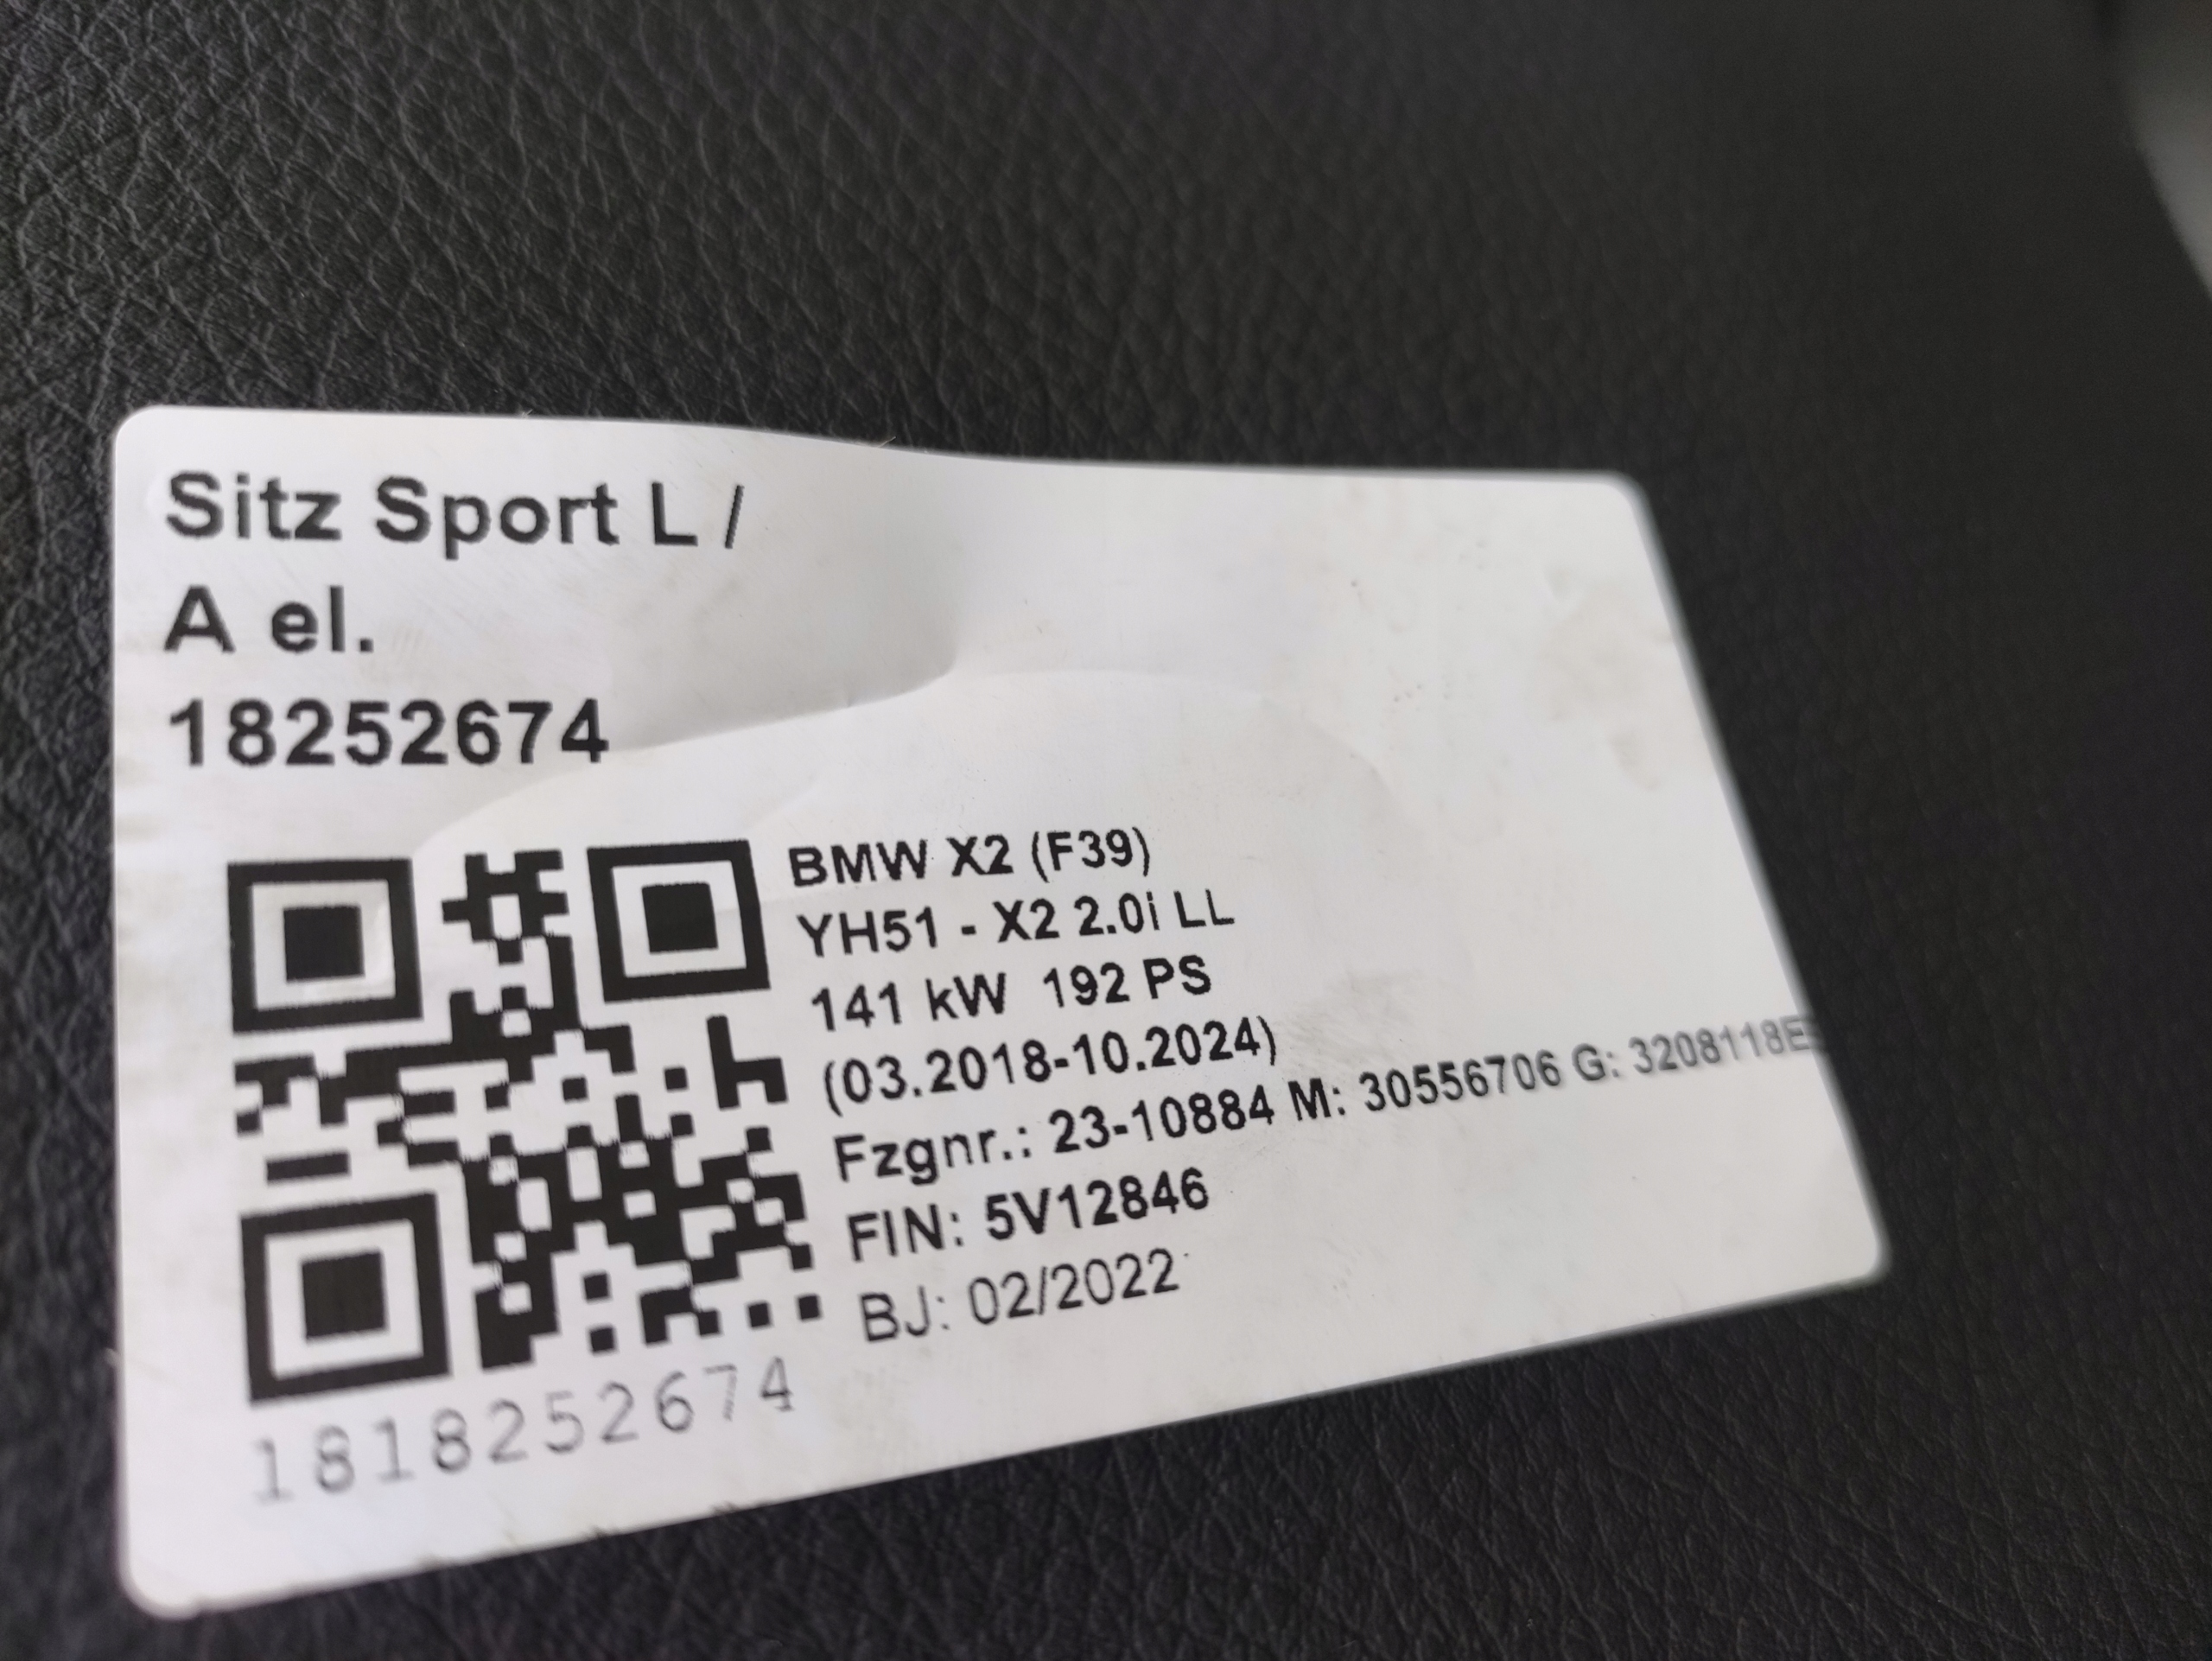 Sitz Sport L /
A el.
18252674
BMW X2 (F39)
YH51 - X2 2.0i LL
141 kW 192 PS
(03.2018-10.2024)
Fzgnr.: 23-10884 M: 30556706 G:
FIN: 5V12846
BJ: 02/2022
1818252674